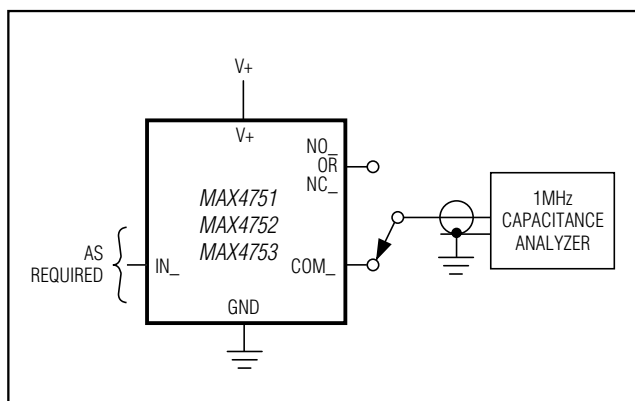 V+
V+
NO_
OR
NC_
MAX4751
MAX4752
MAX4753
AS
REQUIRED
IN_
COM_
GND
1MHz
CAPACITANCE
ANALYZER